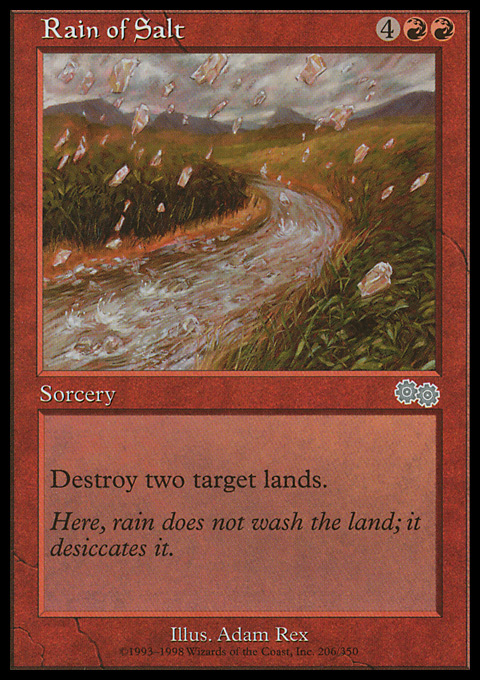 Rain of Salt 4
Sorcery
Destroy two target lands.
Here, rain does not wash the land; it
desiccates it.
Illus. Adam Rex
©1993-1998 Wizards of the Coast, Inc. 206/350